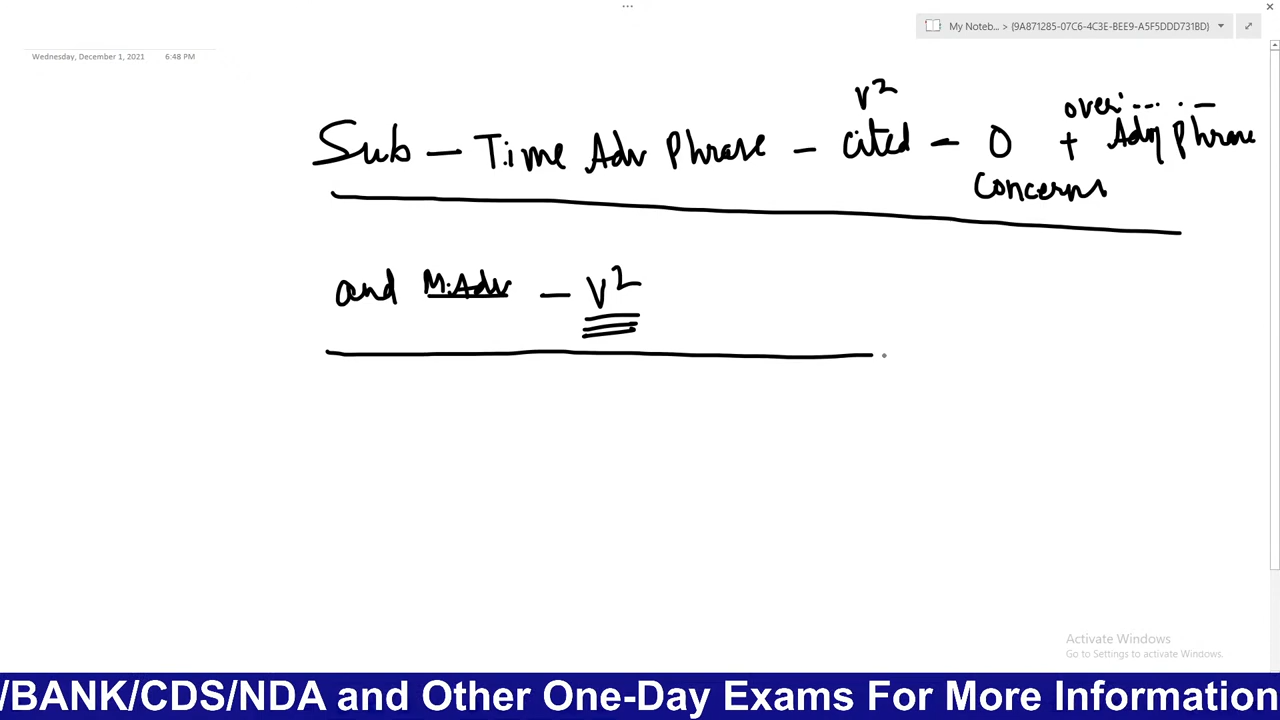 My Noteb... > {9A871285-07C6-4C3E-BEE9-A5F5DDD731BD}
Wednesday, December 1, 2021 6:48 PM
v2 over ---. . —
Sub — Time Adv Phrase — cited — O + Adj Phrase
Concerns
and M.Adv — v2
Activate Windows
Go to Settings to activate Windows.
/BANK/CDS/NDA and Other One-Day Exams For More Information